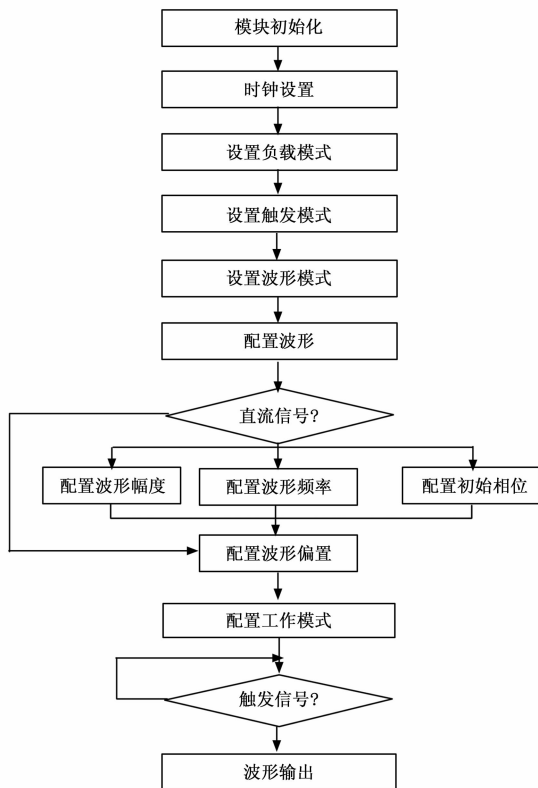 模块初始化
时钟设置
设置负载模式
设置触发模式
设置波形模式
配置波形
直流信号?
配置波形幅度
配置波形频率
配置初始相位
配置波形偏置
配置工作模式
触发信号?
波形输出